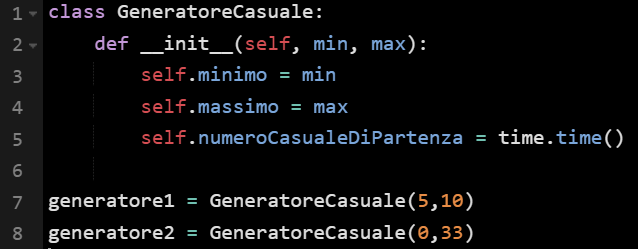 1 class GeneratoreCasuale:
2     def __init__(self, min, max):
3         self.minimo = min
4         self.massimo = max
5         self.numeroCasualeDiPartenza = time.time()
6
7 generatore1 = GeneratoreCasuale(5,10)
8 generatore2 = GeneratoreCasuale(0,33)